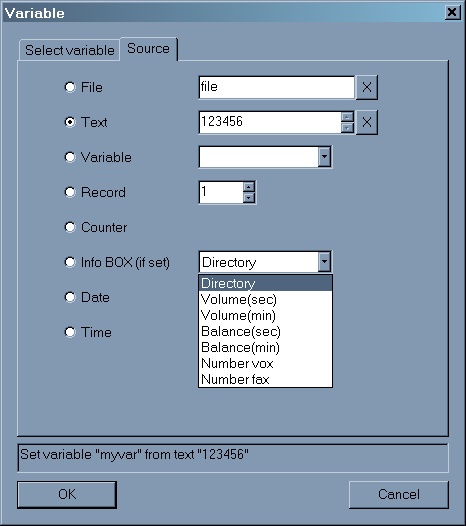 Variable
Select variable Source
File file X
Text 123456 X
Variable
Record 1
Counter
Info BOX (if set) Directory
Directory
Volume(sec)
Date
Volume(min)
Balance(sec)
Time
Balance(min)
Number vox
Number fax
Set variable "myvar" from text "123456"
OK Cancel